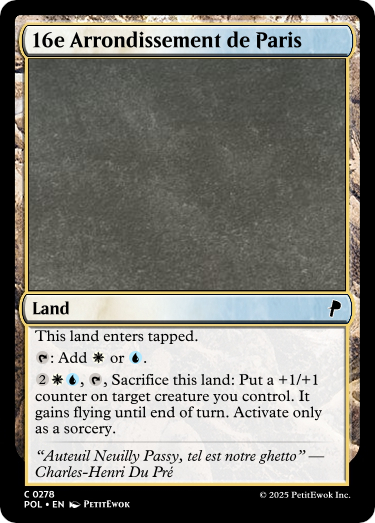 16e Arrondissement de Paris
Land
This land enters tapped.
: Add or .
2 , , Sacrifice this land: Put a +1/+1
counter on target creature you control. It
gains flying until end of turn. Activate only
as a sorcery.
“Auteuil Neuilly Passy, tel est notre ghetto” —
Charles-Henri Du Pré
C 0278
POL • EN PetitEwok
© 2025 PetitEwok Inc.